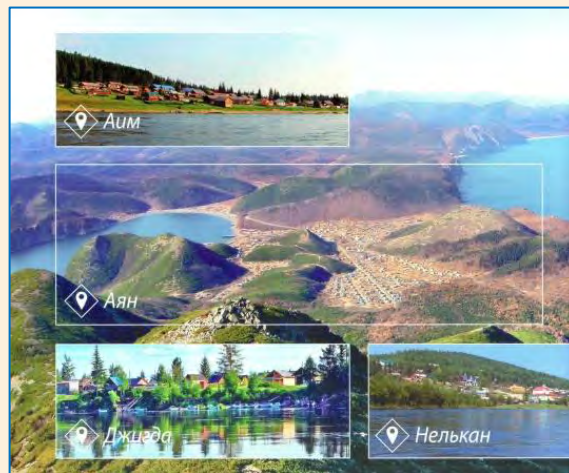 Аим
Аян
Джигда
Нелькан